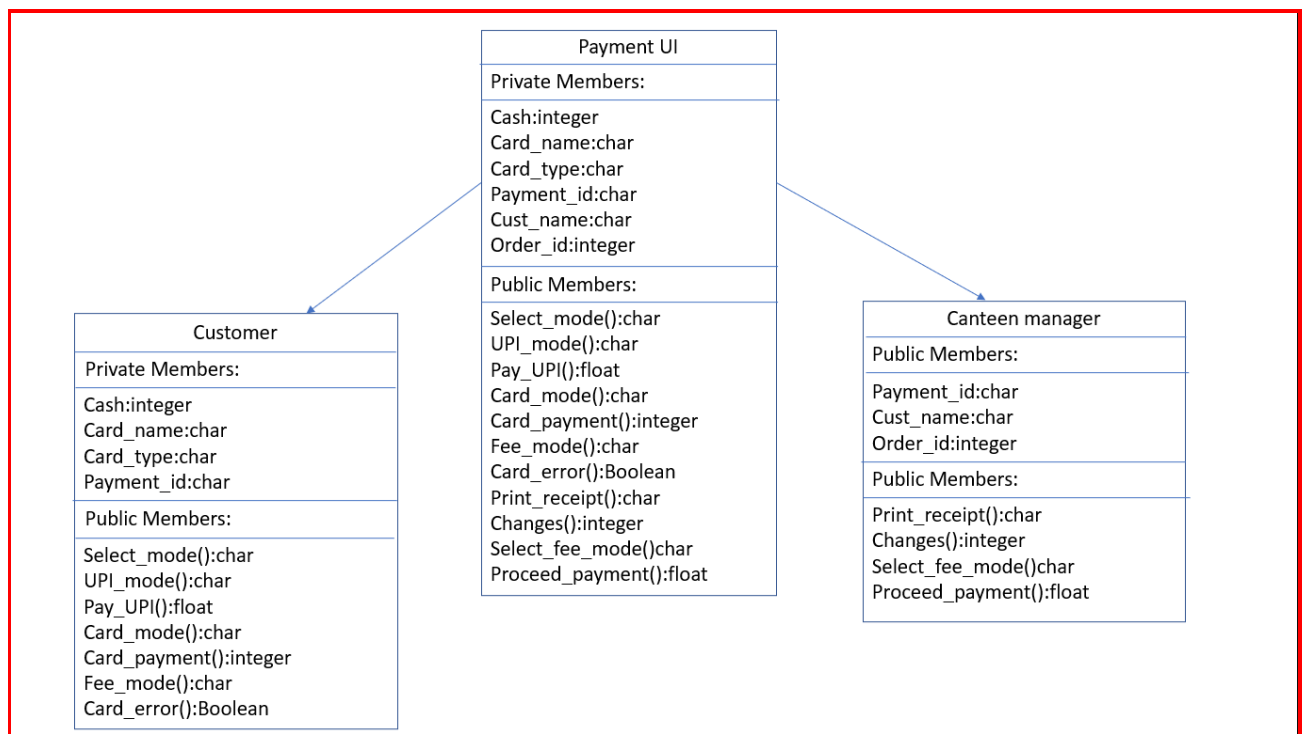 Payment UI
Private Members:
Cash:integer
Card_name:char
Card_type:char
Payment_id:char
Cust_name:char
Order_id:integer
Public Members:
Select_mode():char
UPI_mode():char
Pay_UPI():float
Card_mode():char
Card_payment():integer
Fee_mode():char
Card_error():Boolean
Print_receipt():char
Changes():integer
Select_fee_mode()char
Proceed_payment():float
Customer
Private Members:
Cash:integer
Card_name:char
Card_type:char
Payment_id:char
Public Members:
Select_mode():char
UPI_mode():char
Pay_UPI():float
Card_mode():char
Card_payment():integer
Fee_mode():char
Card_error():Boolean
Canteen manager
Public Members:
Payment_id:char
Cust_name:char
Order_id:integer
Public Members:
Print_receipt():char
Changes():integer
Select_fee_mode()char
Proceed_payment():float